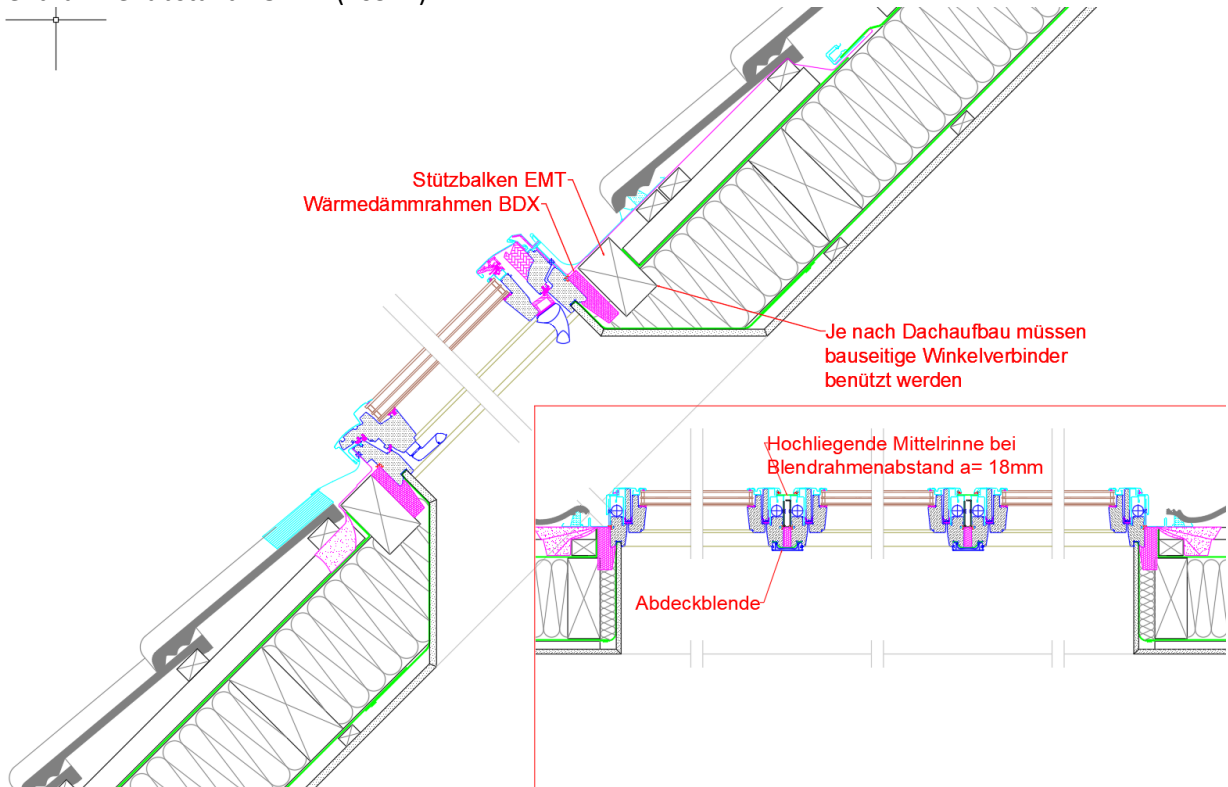 Stützbalken EMT
Wärmedämmrahmen BDX
Je nach Dachaufbau müssen
bauseitige Winkelverbinder
benützt werden
Hochliegende Mittelrinne bei
Blendrahmenabstand a= 18mm
Abdeckblende